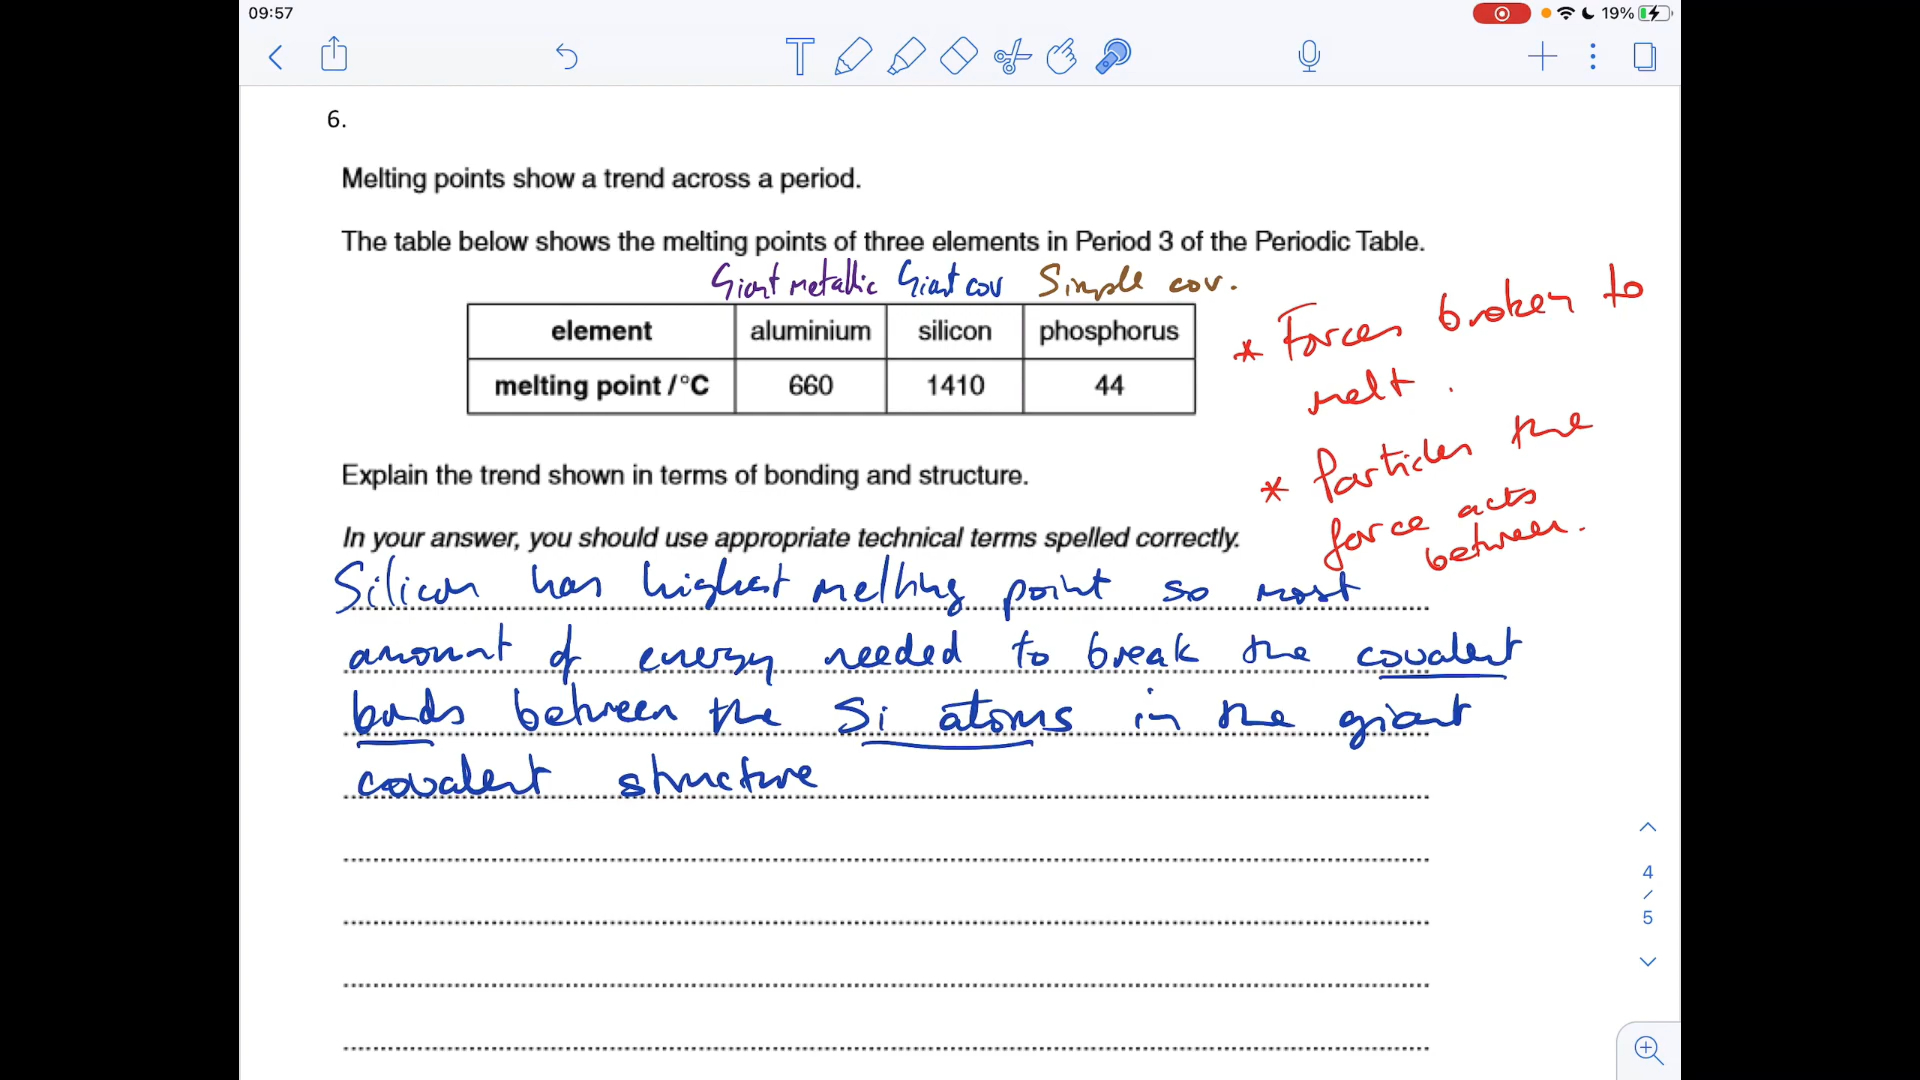 09:57
19%
6.
Melting points show a trend across a period.
The table below shows the melting points of three elements in Period 3 of the Periodic Table.
Giant metallic Giant cov Simple cov.
element aluminium silicon phosphorus
melting point / °C 660 1410 44
* Forces broken to
melt.
* Particles the
force acts
between.
Explain the trend shown in terms of bonding and structure.
In your answer, you should use appropriate technical terms spelled correctly.
Silicon has highest melting point so most
amount of energy needed to break the covalent
bonds between the Si atoms in the giant
covalent structure
4
/
5